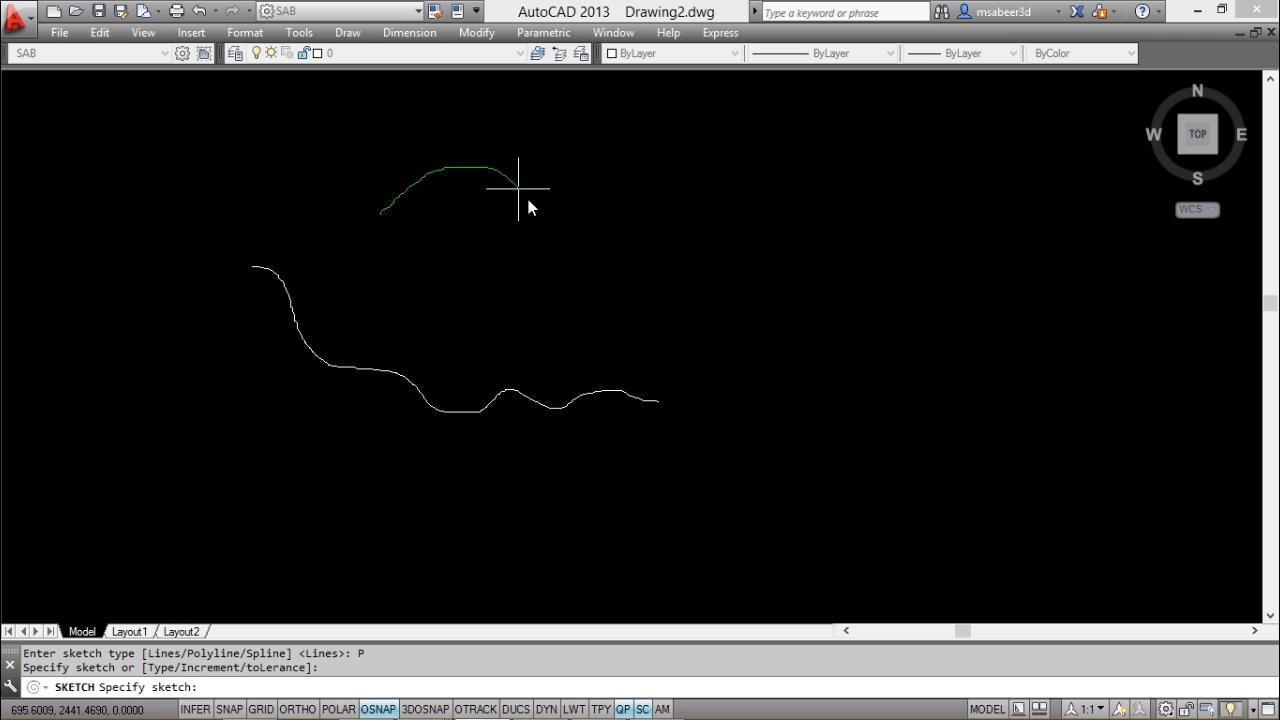 SAB AutoCAD 2013 Drawing2.dwg Type a keyword or phrase msabeer3d
File Edit View Insert Format Tools Draw Dimension Modify Parametric Window Help Express
SAB 0 ByLayer ByLayer ByLayer ByColor
N
W TOP E
S
WCS
Model Layout1 Layout2
Enter sketch type [Lines/Polyline/Spline] <Lines>: P
Specify sketch or [Type/Increment/toLerance]:
SKETCH Specify sketch:
695.6009, 2441.4690, 0.0000 INFER SNAP GRID ORTHO POLAR OSNAP 3DOSNAP OTRACK DUCS DYN LWT TPY QP SC AM MODEL 1:1